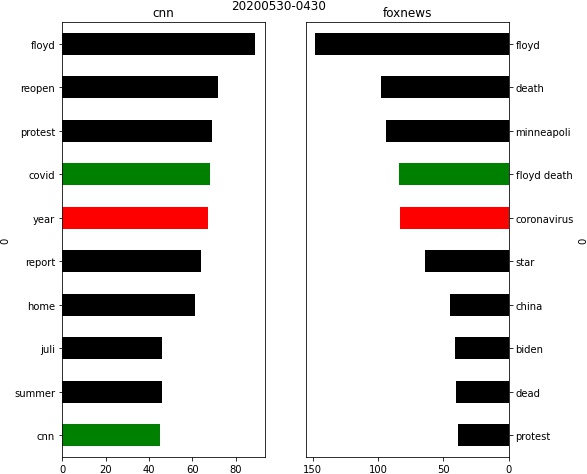 20200530-0430
cnn
foxnews
floyd
reopen
protest
covid
year
report
home
juli
summer
cnn
0
0 20 40 60 80
floyd
death
minneapoli
floyd death
coronavirus
star
china
biden
dead
protest
0
150 100 50 0